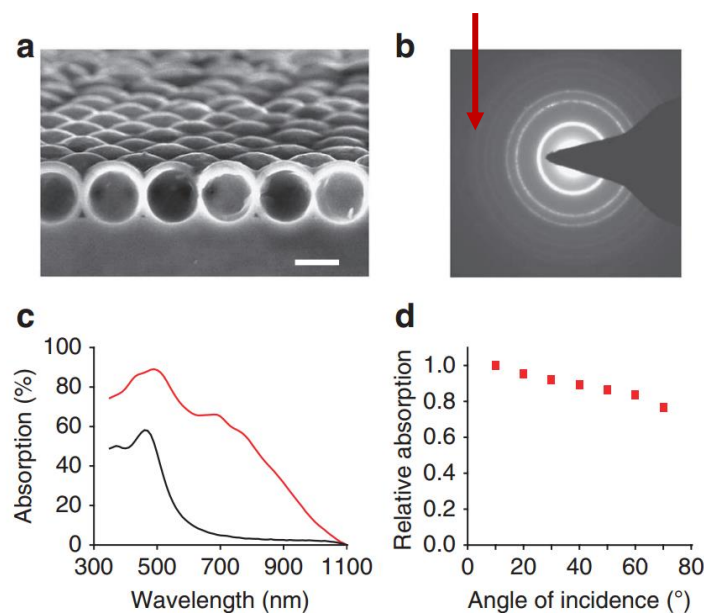 a
b
c
100
80
60
40
20
0
Absorption (%)
300 500 700 900 1100
Wavelength (nm)
d
1.0
0.8
0.6
0.4
0.2
0.0
Relative absorption
0 20 40 60 80
Angle of incidence (°)